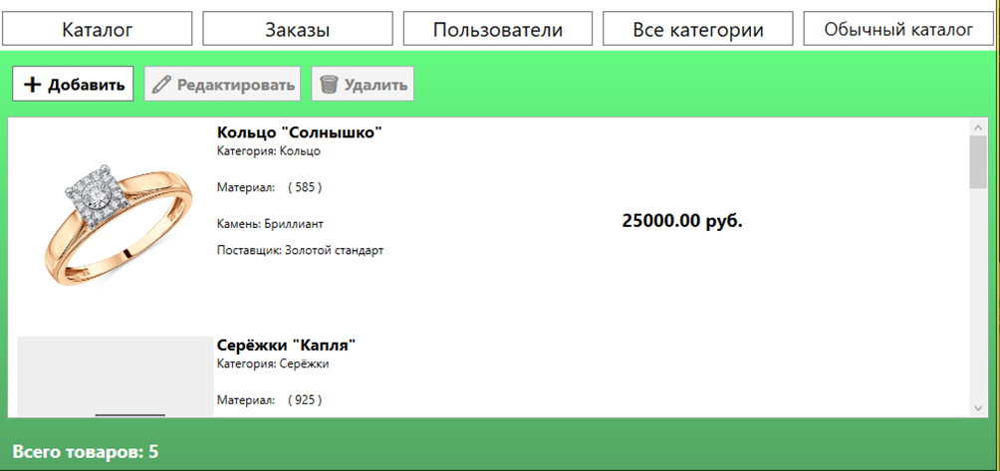 Каталог
Заказы
Пользователи
Все категории
Обычный каталог
Добавить
Редактировать
Удалить
Кольцо "Солнышко"
Категория: Кольцо
Материал: ( 585 )
Камень: Бриллиант
Поставщик: Золотой стандарт
25000.00 руб.
Серёжки "Капля"
Категория: Серёжки
Материал: ( 925 )
Всего товаров: 5